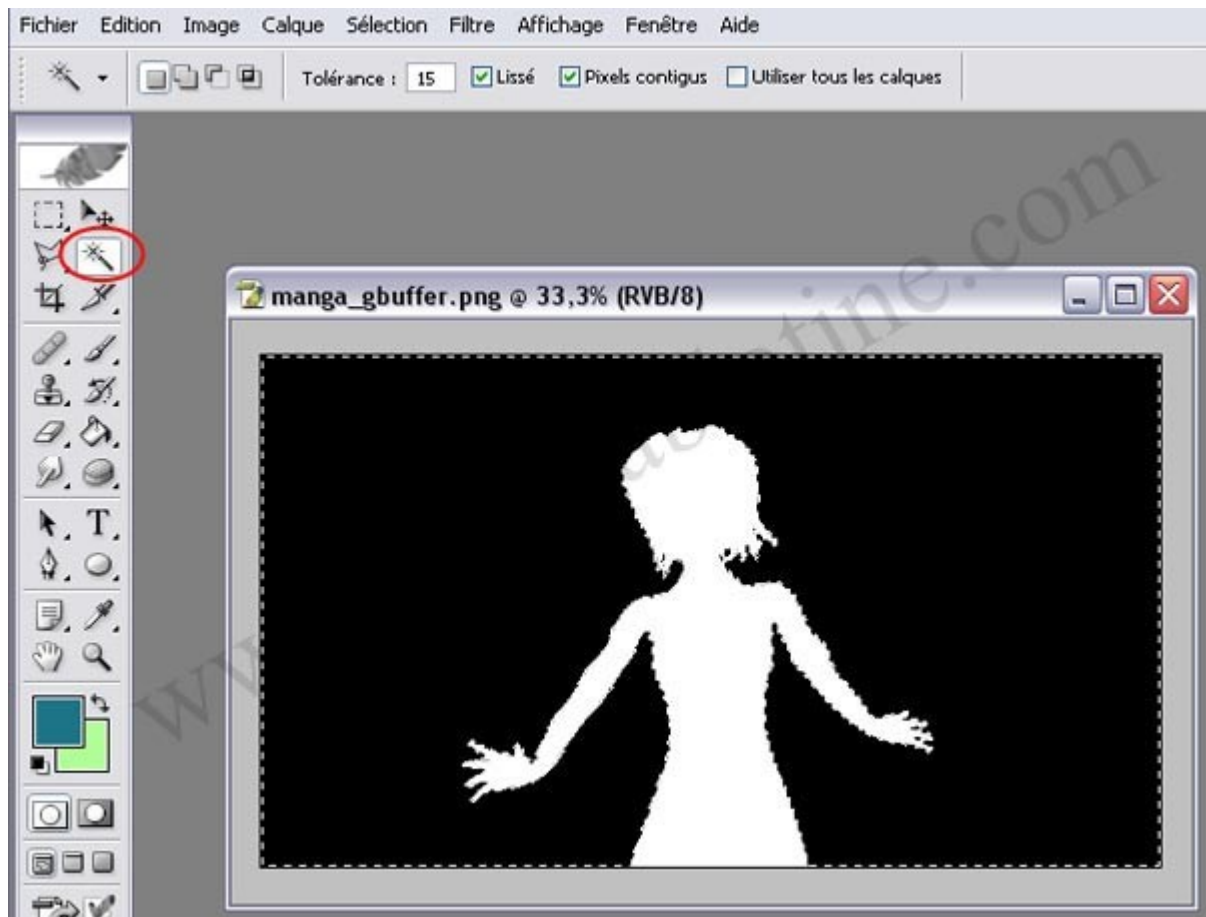 Fichier Edition Image Calque Sélection Filtre Affichage Fenêtre Aide
Tolérance : 15 Lissé Pixels contigus Utiliser tous les calques
manga_gbuffer.png @ 33,3% (RVB/8)